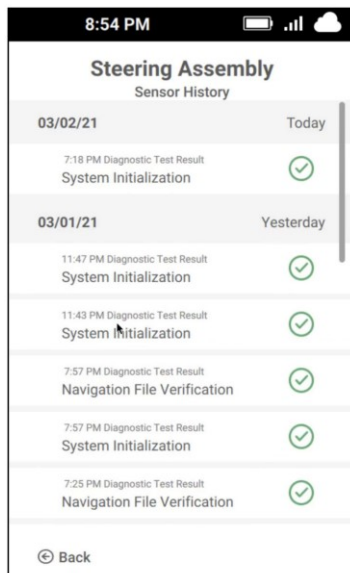 8:54 PM
Steering Assembly
Sensor History
03/02/21 Today
7:18 PM Diagnostic Test Result
System Initialization
03/01/21 Yesterday
11:47 PM Diagnostic Test Result
System Initialization
11:43 PM Diagnostic Test Result
System Initialization
7:57 PM Diagnostic Test Result
Navigation File Verification
7:57 PM Diagnostic Test Result
System Initialization
7:25 PM Diagnostic Test Result
Navigation File Verification
Back